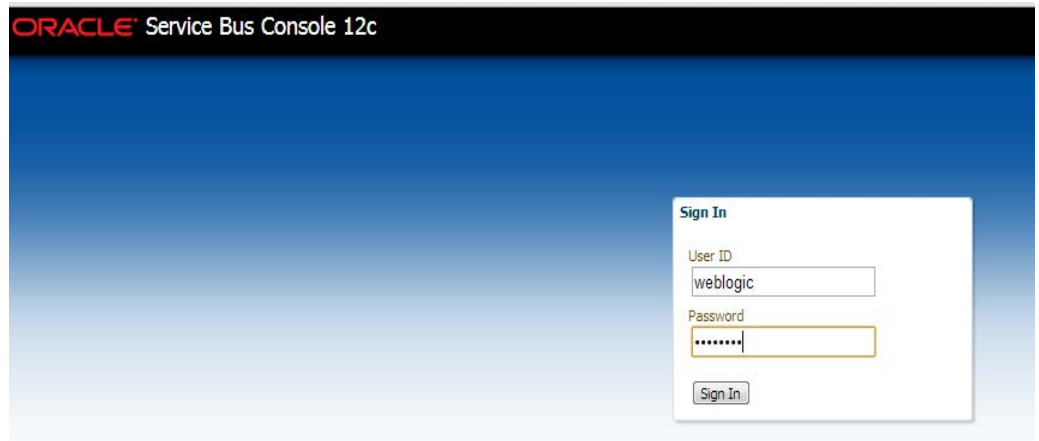 ORACLE Service Bus Console 12c
Sign In
User ID
weblogic
Password
••••••••
Sign In